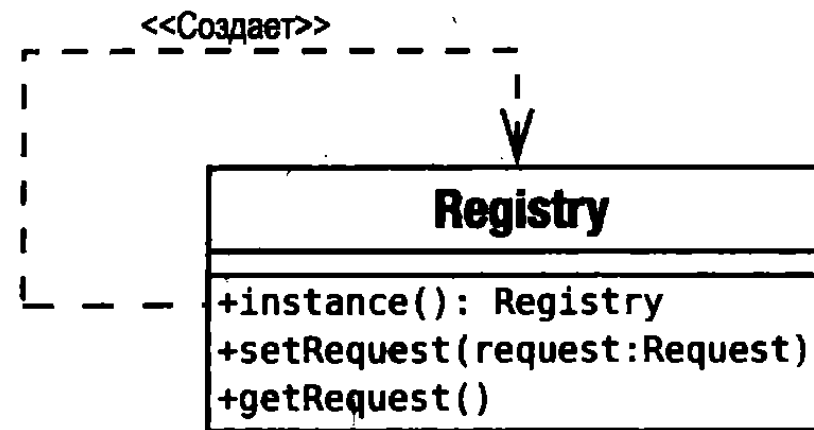 <<Создает>>
Registry
+instance(): Registry
+setRequest(request:Request)
+getRequest()